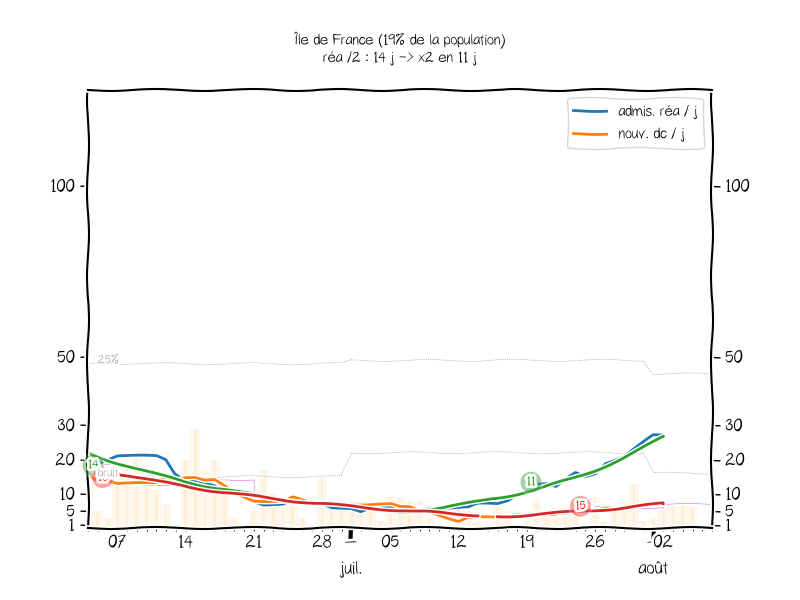 Île de France (19% de la population)
réa /2 : 14 j -> x2 en 11 j
admis. réa / j
nouv. dc / j
100 100
50 50
25%
30 30
20 20
14
bruit
11
15
10 10
5 5
1 1
07 14 21 28 05 12 19 26 02
juil. août